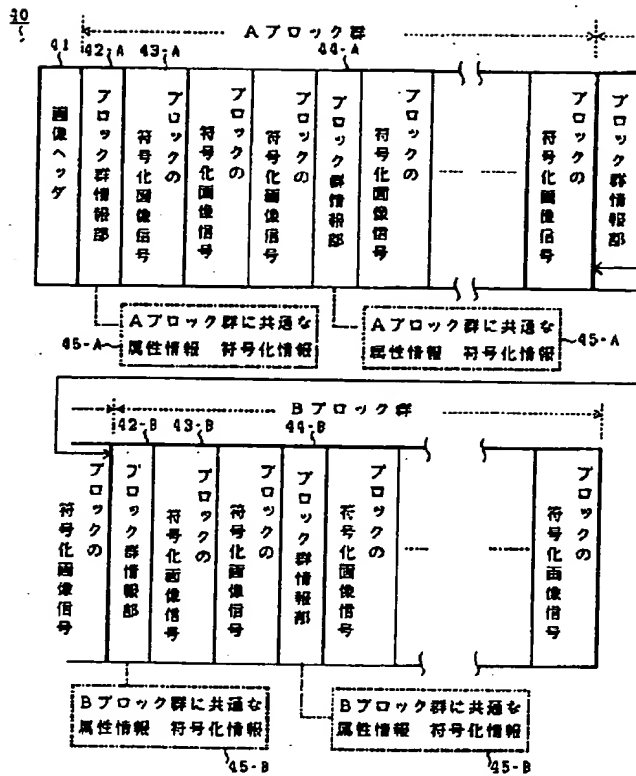 40
Aブロック群
41
42-A
43-A
44-A
画像ヘッダ
ブロック群情報部
ブロックの
符号化画像信号
ブロックの
符号化画像信号
ブロックの
符号化画像信号
ブロック群情報部
ブロックの
符号化画像信号
ブロックの
符号化画像信号
ブロック群情報部
Aブロック群に共通な
属性情報 符号化情報
45-A
Aブロック群に共通な
属性情報 符号化情報
45-A
Bブロック群
42-B
43-B
44-B
ブロックの
符号化画像信号
ブロック群情報部
ブロックの
符号化画像信号
ブロックの
符号化画像信号
ブロック群情報部
ブロックの
符号化画像信号
ブロックの
符号化画像信号
Bブロック群に共通な
属性情報 符号化情報
45-B
Bブロック群に共通な
属性情報 符号化情報
45-B